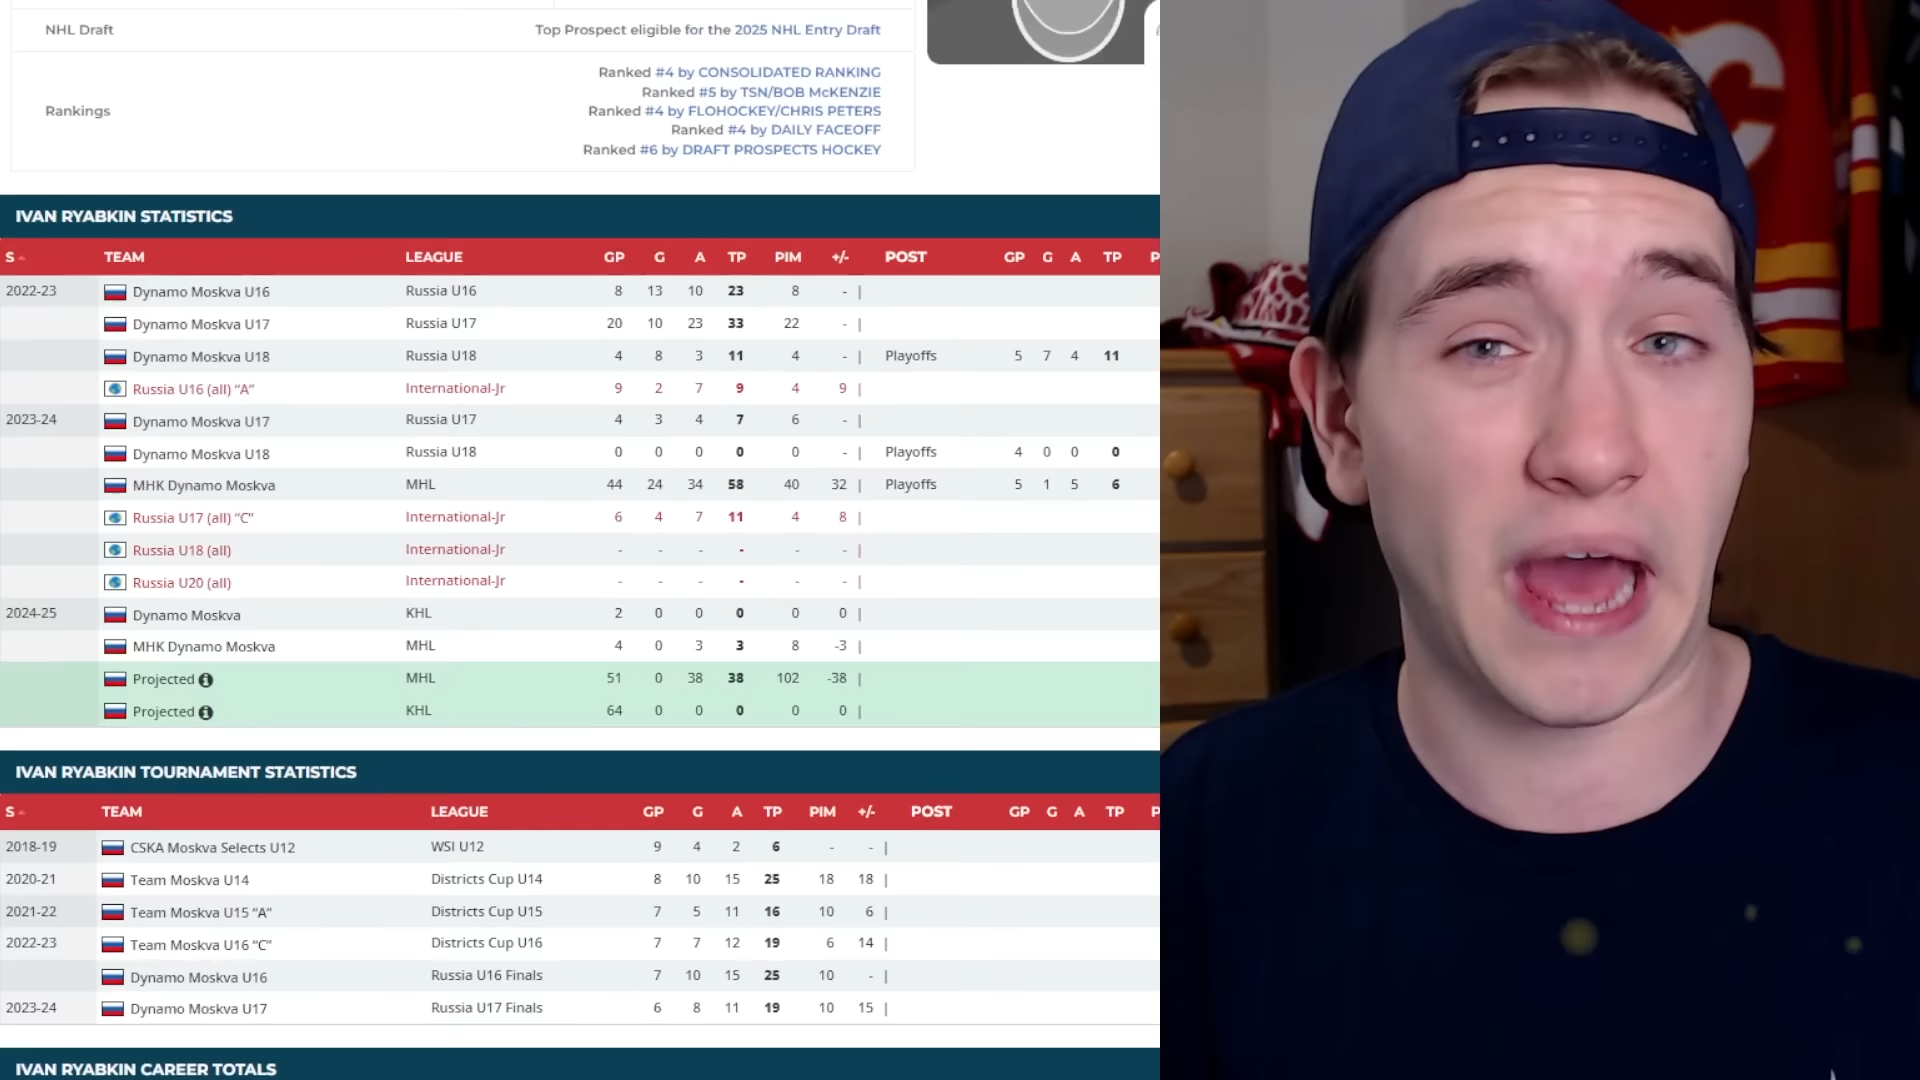 NHL Draft Top Prospect eligible for the 2025 NHL Entry Draft
Rankings
Ranked #4 by CONSOLIDATED RANKING
Ranked #5 by TSN/BOB McKENZIE
Ranked #4 by FLOHOCKEY/CHRIS PETERS
Ranked #4 by DAILY FACEOFF
Ranked #6 by DRAFT PROSPECTS HOCKEY
IVAN RYABKIN STATISTICS
S TEAM LEAGUE GP G A TP PIM +/- POST GP G A TP P
2022-23 Dynamo Moskva U16 Russia U16 8 13 10 23 8 - |
Dynamo Moskva U17 Russia U17 20 10 23 33 22 - |
Dynamo Moskva U18 Russia U18 4 8 3 11 4 - | Playoffs 5 7 4 11
Russia U16 (all) “A” International-Jr 9 2 7 9 4 9 |
2023-24 Dynamo Moskva U17 Russia U17 4 3 4 7 6 - |
Dynamo Moskva U18 Russia U18 0 0 0 0 0 - | Playoffs 4 0 0 0
MHK Dynamo Moskva MHL 44 24 34 58 40 32 | Playoffs 5 1 5 6
Russia U17 (all) “C” International-Jr 6 4 7 11 4 8 |
Russia U18 (all) International-Jr - - - - - - |
Russia U20 (all) International-Jr - - - - - - |
2024-25 Dynamo Moskva KHL 2 0 0 0 0 0 |
MHK Dynamo Moskva MHL 4 0 3 3 8 -3 |
Projected MHL 51 0 38 38 102 -38 |
Projected KHL 64 0 0 0 0 0 |
IVAN RYABKIN TOURNAMENT STATISTICS
S TEAM LEAGUE GP G A TP PIM +/- POST GP G A TP P
2018-19 CSKA Moskva Selects U12 WSI U12 9 4 2 6 - - |
2020-21 Team Moskva U14 Districts Cup U14 8 10 15 25 18 18 |
2021-22 Team Moskva U15 “A” Districts Cup U15 7 5 11 16 10 6 |
2022-23 Team Moskva U16 “C” Districts Cup U16 7 7 12 19 6 14 |
Dynamo Moskva U16 Russia U16 Finals 7 10 15 25 10 - |
2023-24 Dynamo Moskva U17 Russia U17 Finals 6 8 11 19 10 15 |
IVAN RYABKIN CAREER TOTALS